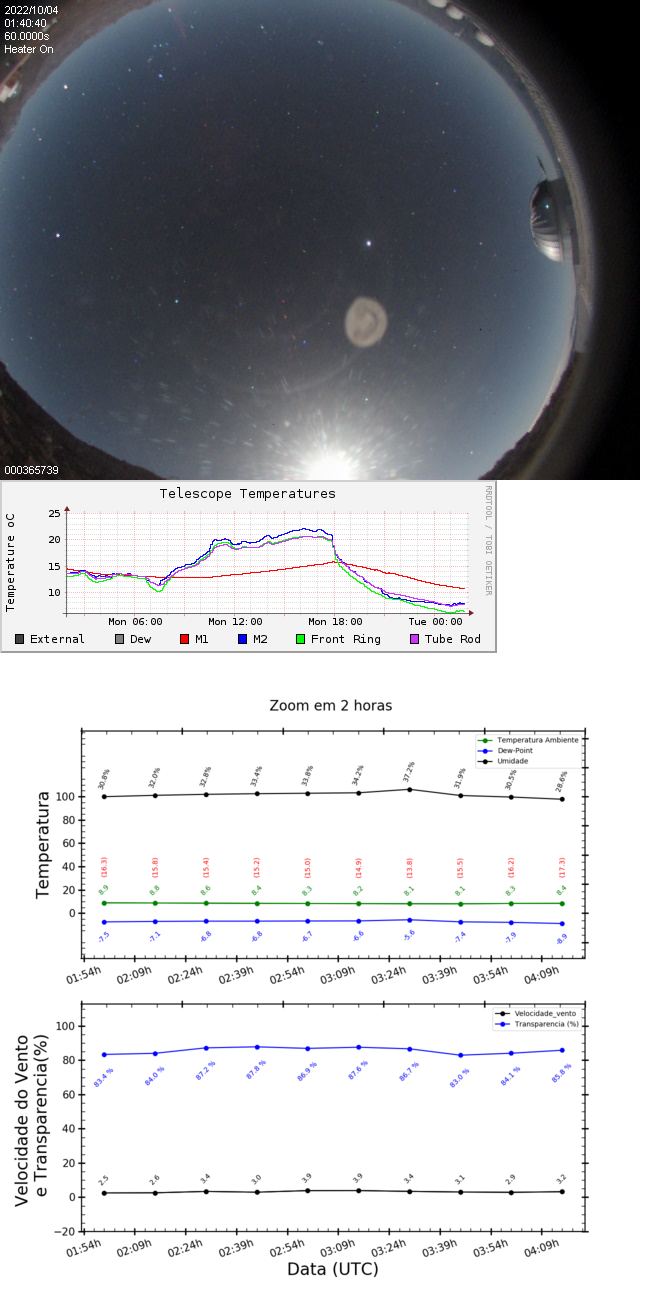 2022/10/04
01:40:40
60.0000s
Heater On
000365739
Telescope Temperatures
Temperature oC
25
20
15
10
Mon 06:00 Mon 12:00 Mon 18:00 Tue 00:00
External Dew M1 M2 Front Ring Tube Rod
RRDTOOL / TOBI OETIKER
Zoom em 2 horas
Temperatura Ambiente
Dew-Point
Umidade
Temperatura
100
80
60
40
20
0
30.8% 32.0% 32.8% 33.4% 33.8% 34.2% 37.2% 31.9% 30.5% 28.6%
(16.3) (15.8) (15.4) (15.2) (15.0) (14.9) (13.8) (15.5) (16.2) (17.3)
8.9 8.8 8.6 8.4 8.3 8.2 8.1 8.1 8.3 8.4
-7.5 -7.1 -6.8 -6.8 -6.7 -6.6 -5.6 -7.4 -7.9 -8.9
01:54h 02:09h 02:24h 02:39h 02:54h 03:09h 03:24h 03:39h 03:54h 04:09h
Velocidade_vento
Transparencia (%)
Velocidade do Vento
e Transparencia(%)
100
80
60
40
20
0
−20
83.4 % 84.0 % 87.2 % 87.8 % 86.9 % 87.6 % 86.7 % 83.0 % 84.1 % 85.8 %
2.5 2.6 3.4 3.0 3.9 3.9 3.4 3.1 2.9 3.2
01:54h 02:09h 02:24h 02:39h 02:54h 03:09h 03:24h 03:39h 03:54h 04:09h
Data (UTC)